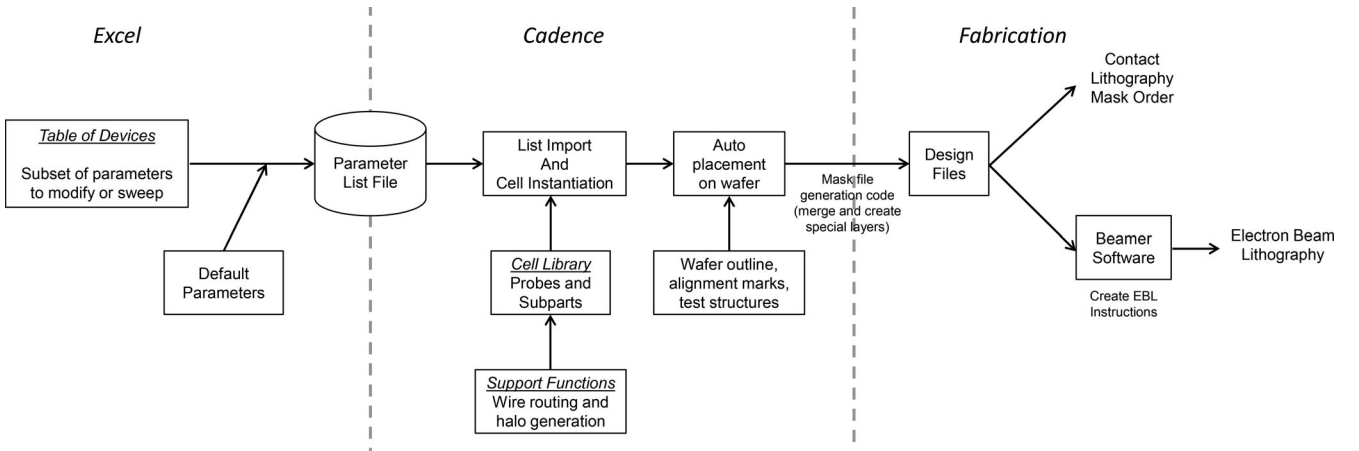 Excel
Cadence
Fabrication
Table of Devices
Subset of parameters
to modify or sweep
Default
Parameters
Parameter
List File
List Import
And
Cell Instantiation
Cell Library
Probes and
Subparts
Support Functions
Wire routing and
halo generation
Auto
placement
on wafer
Wafer outline,
alignment marks,
test structures
Mask file
generation code
(merge and create
special layers)
Design
Files
Contact
Lithography
Mask Order
Beamer
Software
Create EBL
Instructions
Electron Beam
Lithography